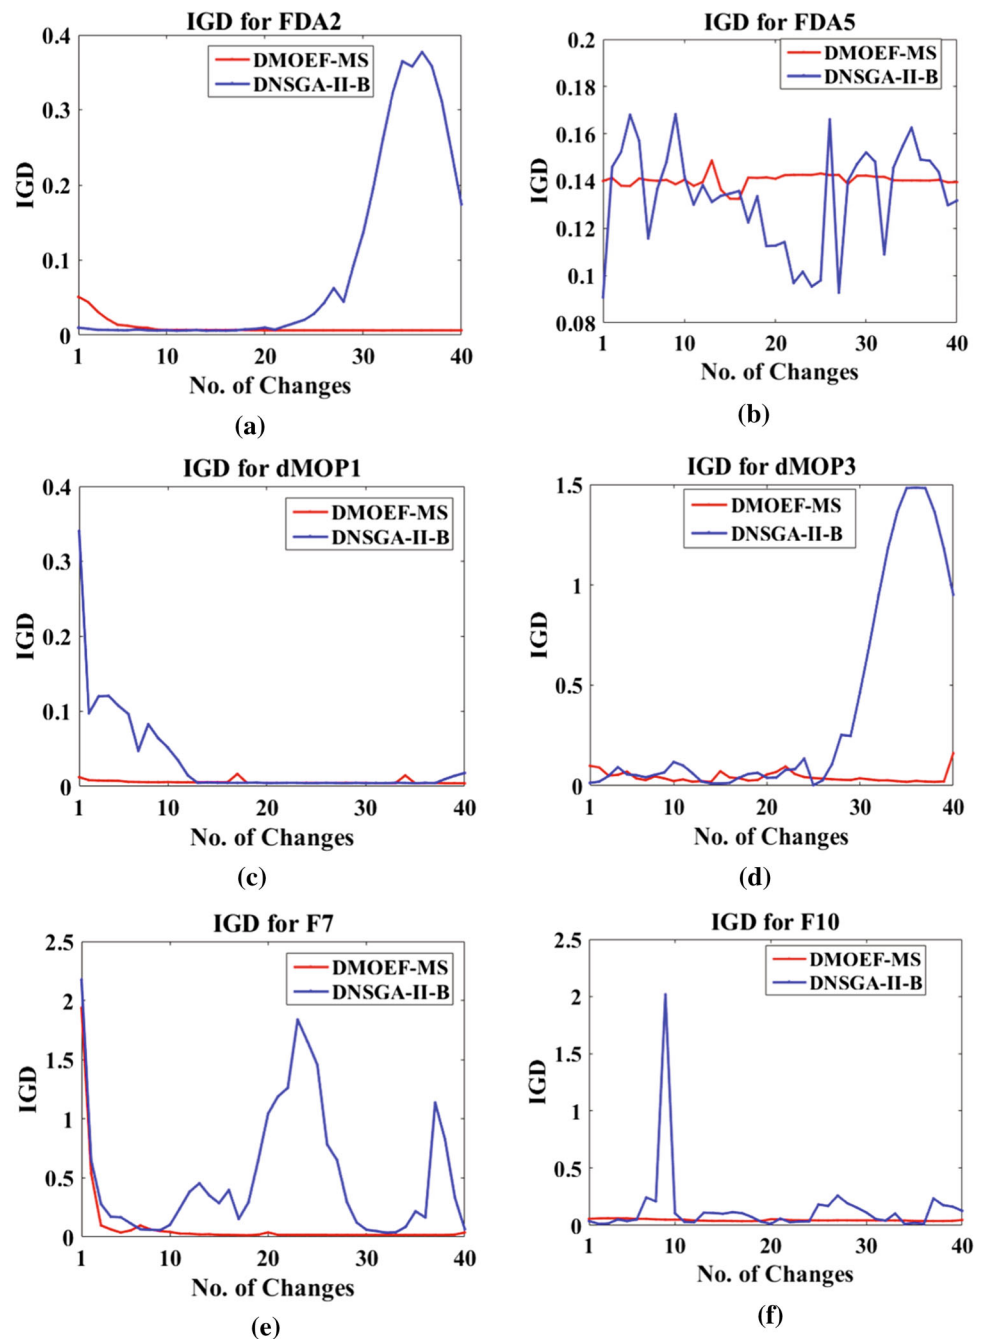 IGD for FDA2
0.4
0.3
0.2
0.1
0
IGD
DMOEF-MS
DNSGA-II-B
1 10 20 30 40
No. of Changes
(a)
IGD for FDA5
0.2
0.18
0.16
0.14
0.12
0.1
0.08
IGD
DMOEF-MS
DNSGA-II-B
1 10 20 30 40
No. of Changes
(b)
IGD for dMOP1
0.4
0.3
0.2
0.1
0
IGD
DMOEF-MS
DNSGA-II-B
1 10 20 30 40
No. of Changes
(c)
IGD for dMOP3
1.5
1
0.5
0
IGD
DMOEF-MS
DNSGA-II-B
1 10 20 30 40
No. of Changes
(d)
IGD for F7
2.5
2
1.5
1
0.5
0
IGD
DMOEF-MS
DNSGA-II-B
1 10 20 30 40
No. of Changes
(e)
IGD for F10
2.5
2
1.5
1
0.5
0
IGD
DMOEF-MS
DNSGA-II-B
1 10 20 30 40
No. of Changes
(f)